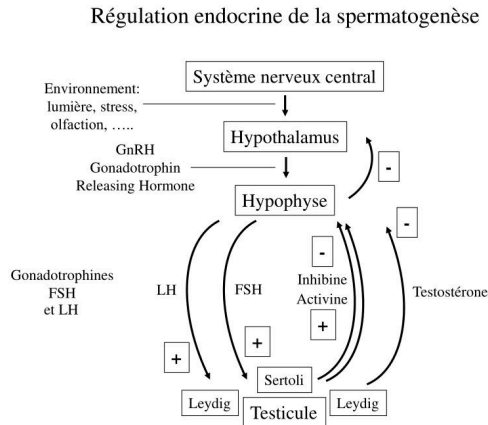 Régulation endocrine de la spermatogenèse
Système nerveux central
Environnement:
lumière, stress,
olfaction, …..
Hypothalamus
GnRH
Gonadotrophin
Releasing Hormone
-
Hypophyse
-
-
Gonadotrophines
FSH
et LH
LH
FSH
Inhibine
Activine
Testostérone
+
+
+
Sertoli
Leydig
Testicule
Leydig